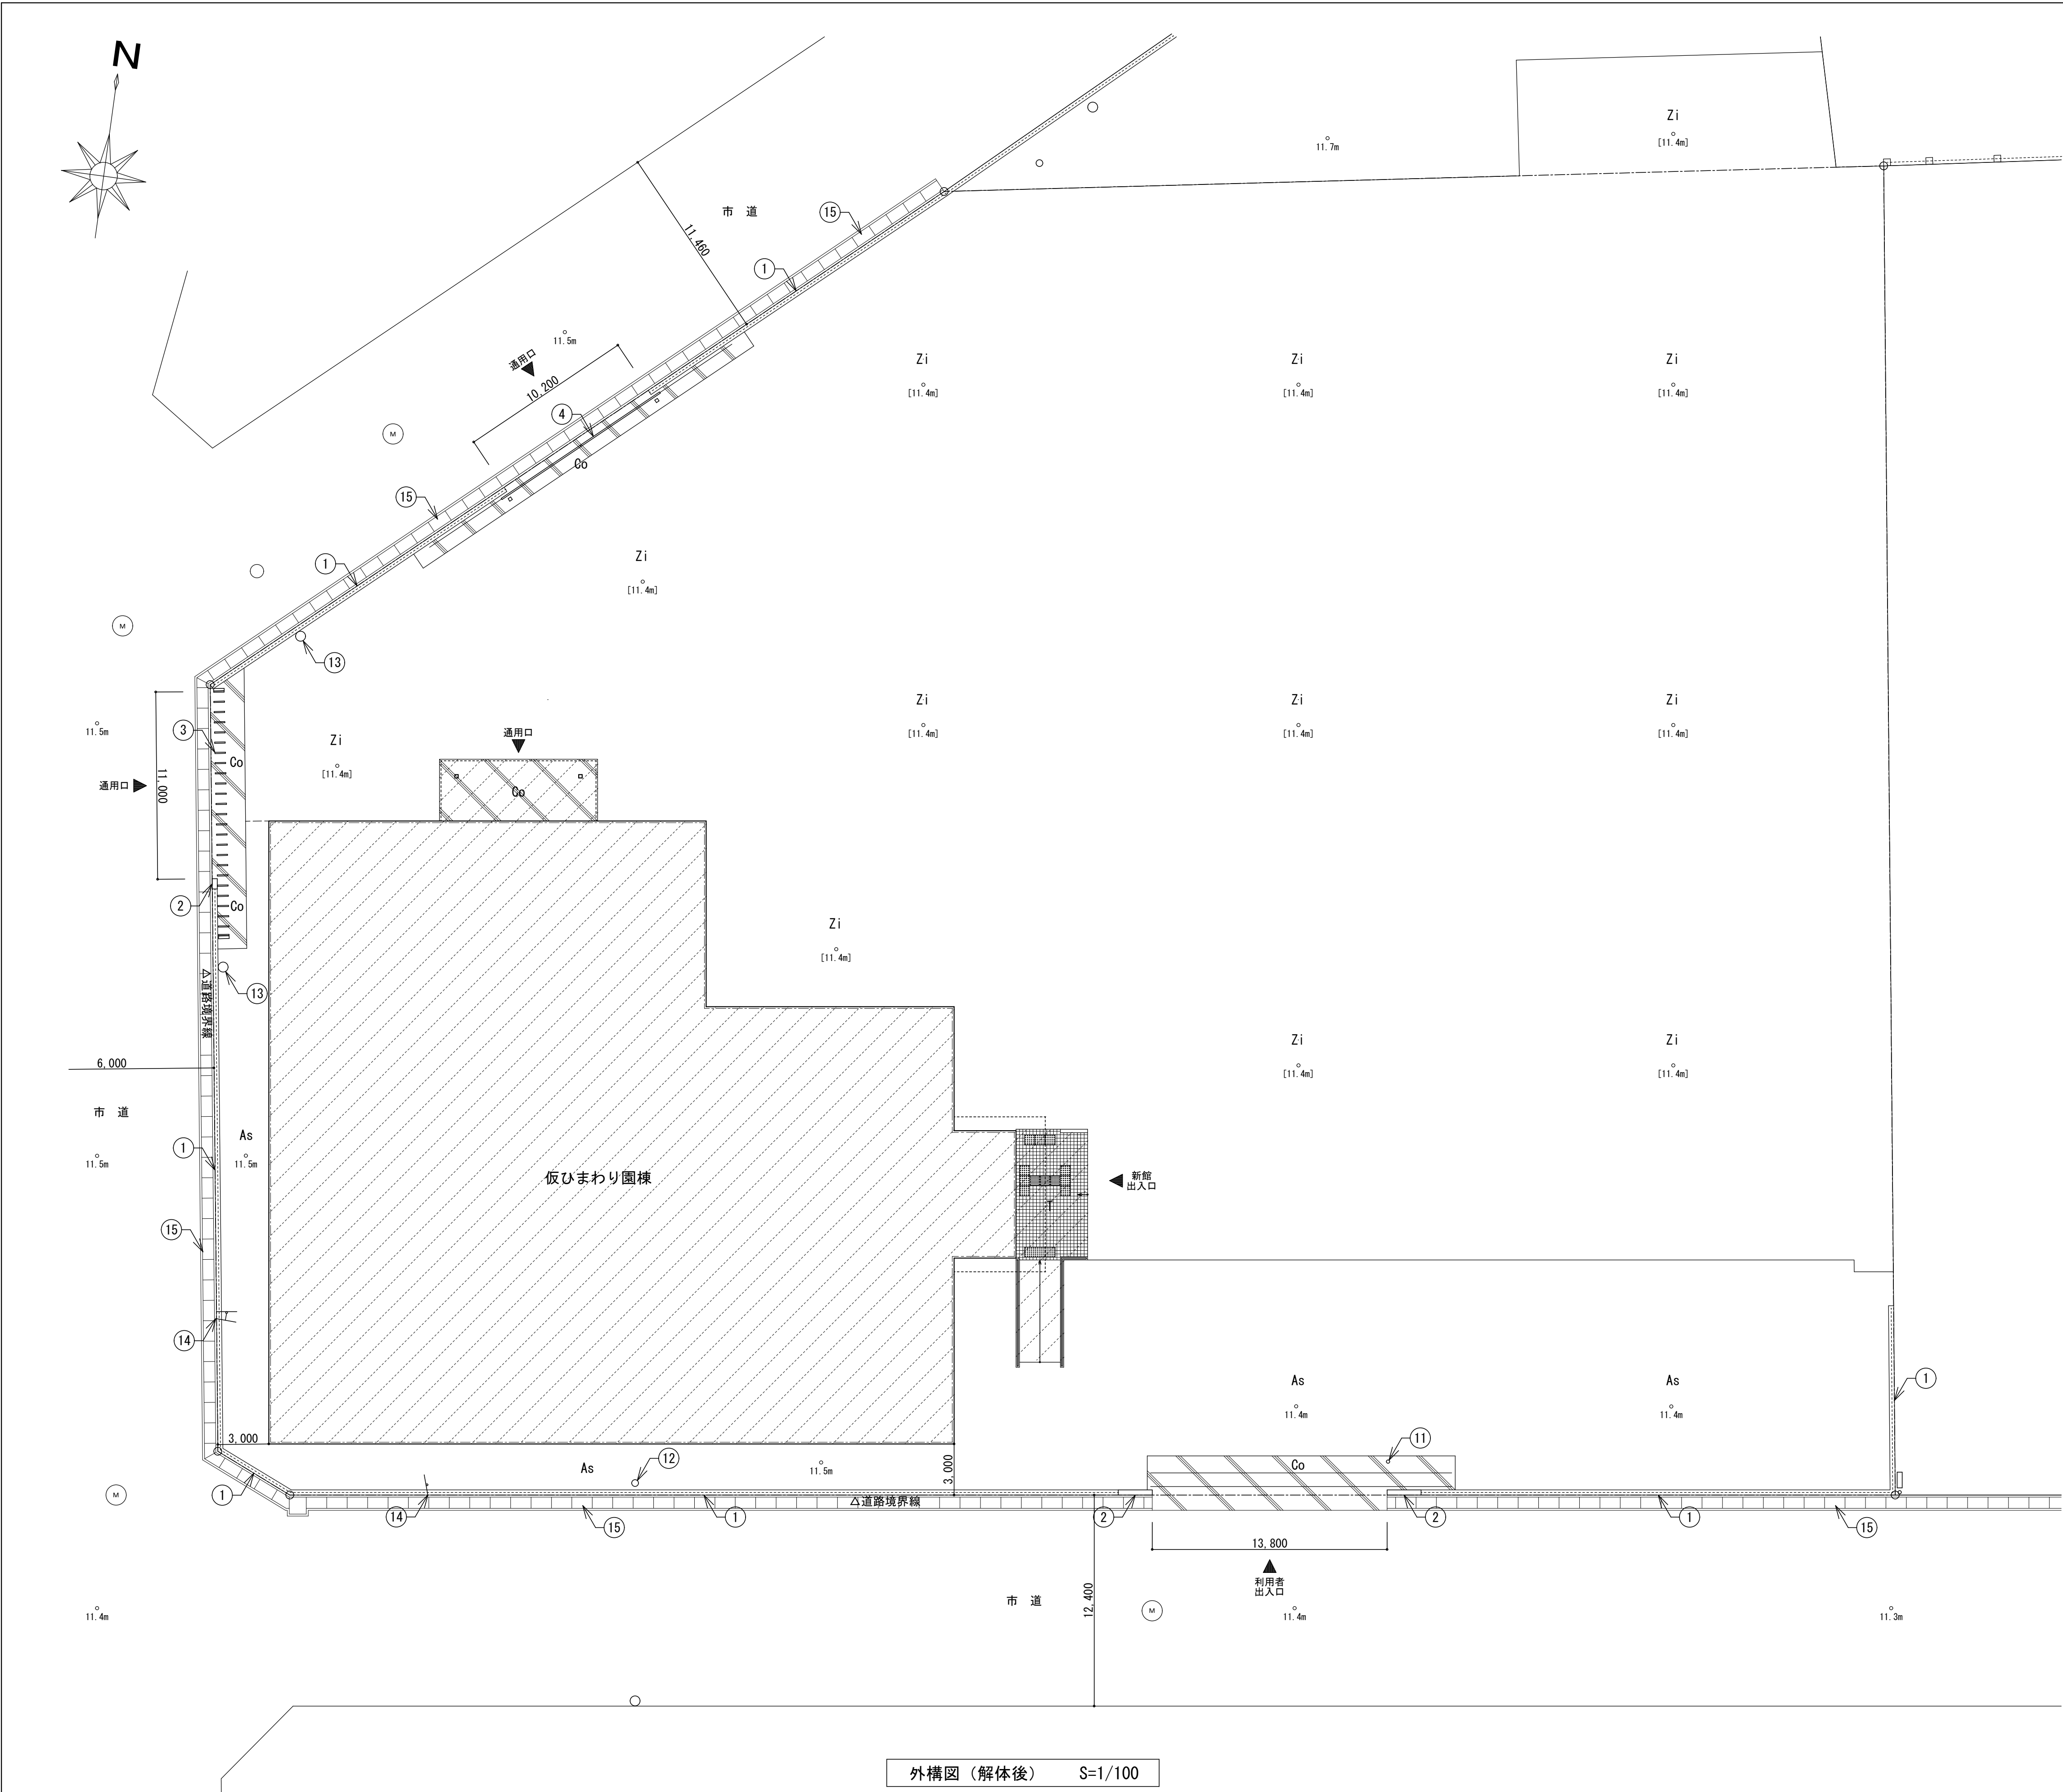 N
Zi
[11.4m]
11.7m
市 道
15
11,460
1
11.5m
通用口
10,200
4
M
Co
15
Zi
[11.4m]
Zi
[11.4m]
Zi
[11.4m]
1
Zi
[11.4m]
M
13
11.5m
3
11,000
通用口
Co
Zi
[11.4m]
通用口
Co
Zi
[11.4m]
Zi
[11.4m]
Zi
[11.4m]
2
Co
13
△道路境界線
Zi
[11.4m]
6,000
市 道
11.5m
1
As
11.5m
仮ひまわり園棟
T
新館
出入口
Zi
[11.4m]
Zi
[11.4m]
15
14
As
11.4m
As
11.4m
1
3,000
As
12
11.5m
3,000
Co
11
M
1
14
15
1
△道路境界線
2
2
1
15
13,800
利用者
出入口
市 道
12,400
M
11.4m
11.4m
11.3m
外構図（解体後） S=1/100